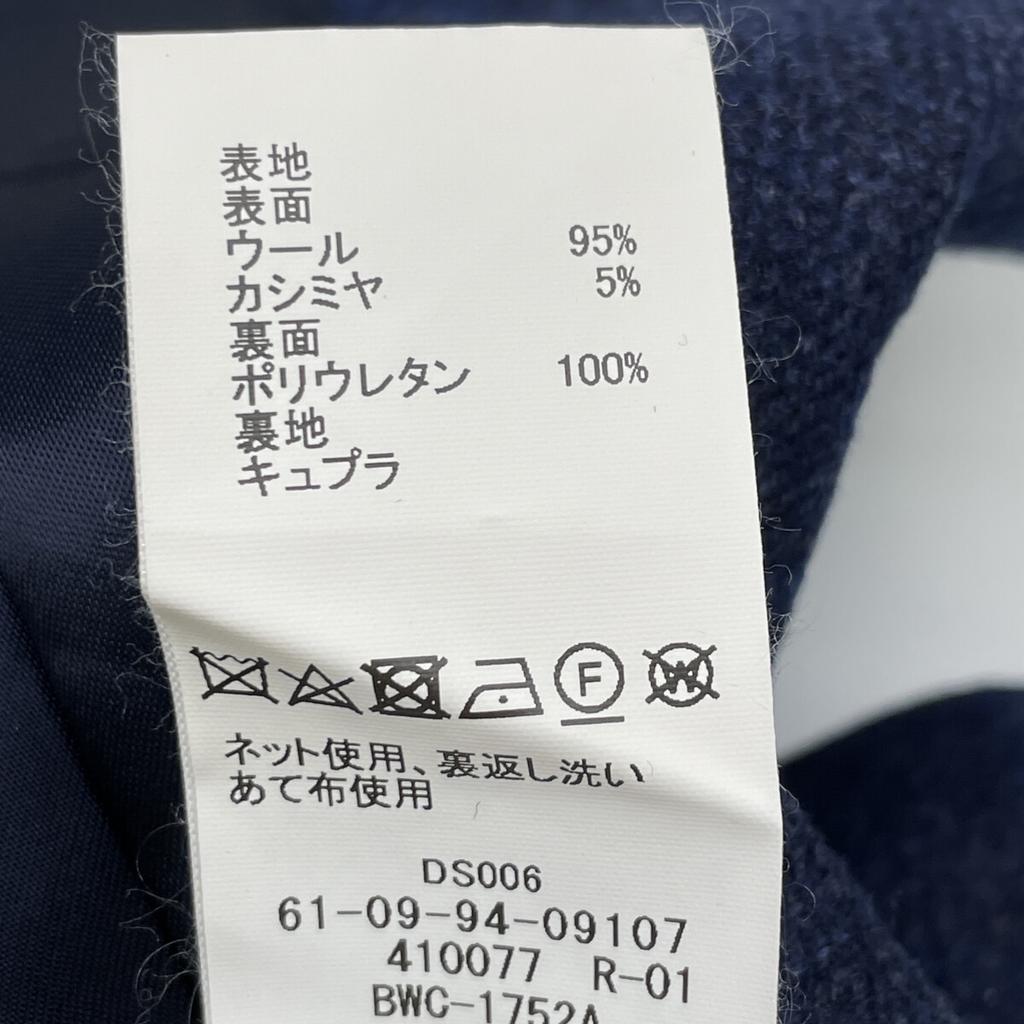 表地
表面
ウール 95%
カシミヤ 5%
裏面
ポリウレタン 100%
裏地
キュプラ
F
W
ネット使用、裏返し洗い
あて布使用
DS006
61-09-94-09107
410077 R-01
BWC-1752A